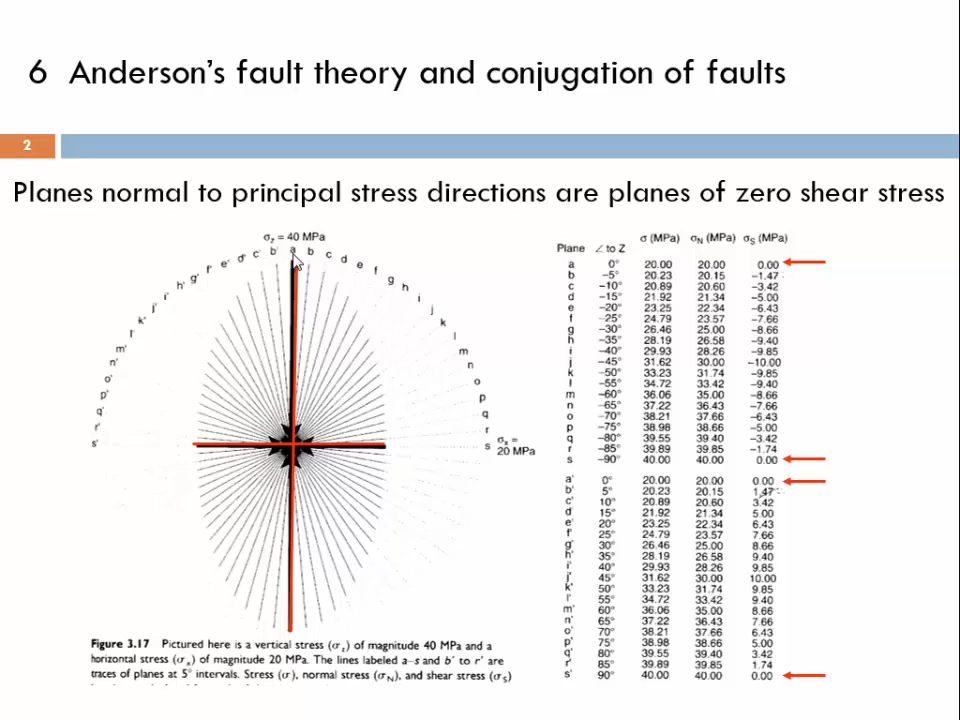 6 Anderson's fault theory and conjugation of faults
2
Planes normal to principal stress directions are planes of zero shear stress
σz = 40 MPa
a
b' b
c' c
d' d
e' e
f' f
g' g
h' h
i' i
j' j
k' k
l' l
m' m
n' n
o' o
p' p
q' q
r' r
s' s
σx =
20 MPa
Plane ∠ to Z σ (MPa) σN (MPa) σS (MPa)
a 0° 20.00 20.00 0.00
b –5° 20.23 20.15 –1.47
c –10° 20.89 20.60 –3.42
d –15° 21.92 21.34 –5.00
e –20° 23.25 22.34 –6.43
f –25° 24.79 23.57 –7.66
g –30° 26.46 25.00 –8.66
h –35° 28.19 26.58 –9.40
i –40° 29.93 28.26 –9.85
j –45° 31.62 30.00 –10.00
k –50° 33.23 31.74 –9.85
l –55° 34.72 33.42 –9.40
m –60° 36.06 35.00 –8.66
n –65° 37.22 36.43 –7.66
o –70° 38.21 37.66 –6.43
p –75° 38.98 38.66 –5.00
q –80° 39.55 39.40 –3.42
r –85° 39.89 39.85 –1.74
s –90° 40.00 40.00 0.00
a' 0° 20.00 20.00 0.00
b' 5° 20.23 20.15 1.47
c' 10° 20.89 20.60 3.42
d' 15° 21.92 21.34 5.00
e' 20° 23.25 22.34 6.43
f' 25° 24.79 23.57 7.66
g' 30° 26.46 25.00 8.66
h' 35° 28.19 26.58 9.40
i' 40° 29.93 28.26 9.85
j' 45° 31.62 30.00 10.00
k' 50° 33.23 31.74 9.85
l' 55° 34.72 33.42 9.40
m' 60° 36.06 35.00 8.66
n' 65° 37.22 36.43 7.66
o' 70° 38.21 37.66 6.43
p' 75° 38.98 38.66 5.00
q' 80° 39.55 39.40 3.42
r' 85° 39.89 39.85 1.74
s' 90° 40.00 40.00 0.00
Figure 3.17 Pictured here is a vertical stress (σz) of magnitude 40 MPa and a
horizontal stress (σx) of magnitude 20 MPa. The lines labeled a–s and b' to r' are
traces of planes at 5° intervals. Stress (σ), normal stress (σN), and shear stress (σS)